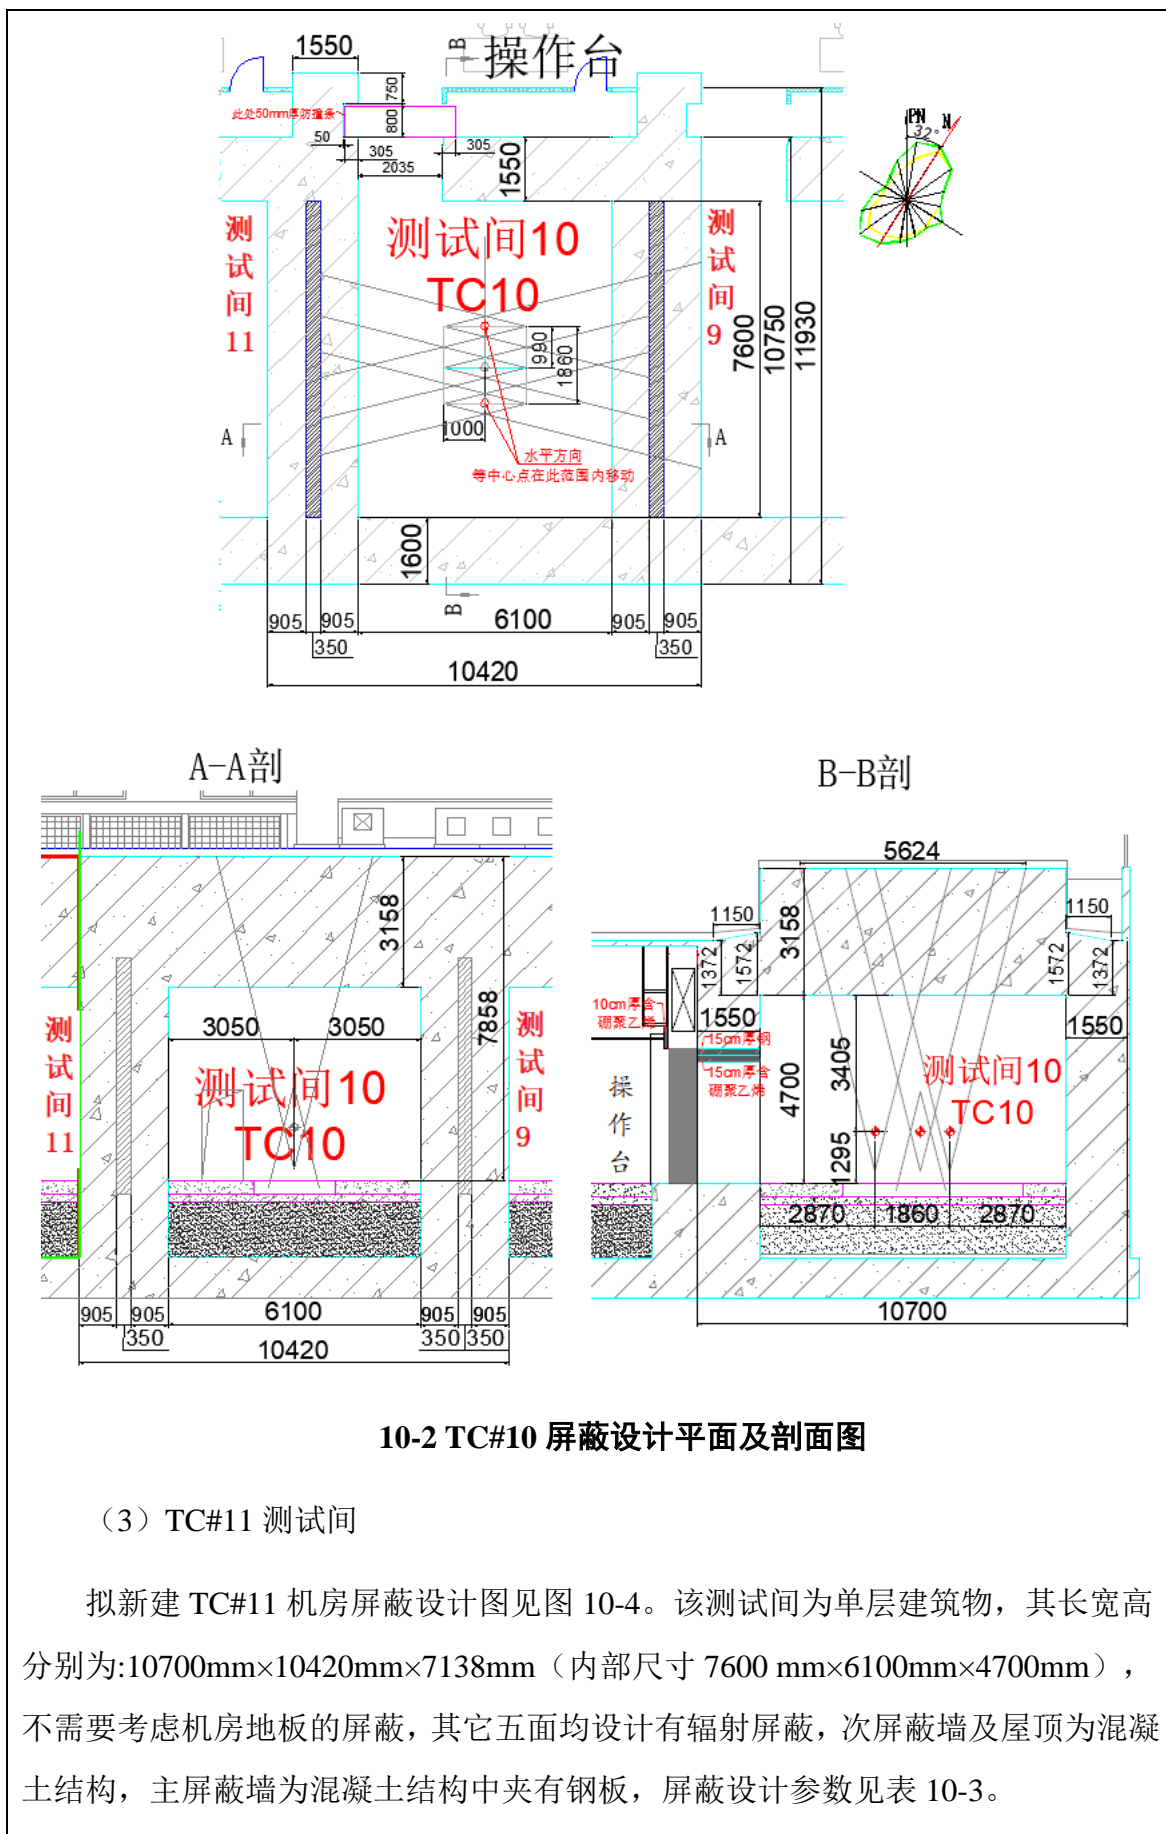 1550
B
操作台
750
此处50mm厚防撞条
800
50
305
305
2035
1550
PN
N
32°
测试间11
测试间10
TC10
测试间9
990
1860
7600
10750
11930
1000
A
A
水平方向
等中心点在此范围内移动
1600
B
905
905
6100
905
905
350
350
10420
A-A剖
B-B剖
3158
7858
3050
3050
测试间11
测试间10
TC10
测试间9
905
905
6100
905
905
350
350
350
10420
5624
1150
1150
3158
1372
1572
1572
1372
10cm厚含
硼聚乙烯
1550
1550
15cm厚钢
15cm厚含
硼聚乙烯
4700
3405
1295
测试间10
TC10
操作台
2870
1860
2870
10700
10-2 TC#10 屏蔽设计平面及剖面图
（3）TC#11 测试间
拟新建 TC#11 机房屏蔽设计图见图 10-4。该测试间为单层建筑物，其长宽高
分别为:10700mm×10420mm×7138mm（内部尺寸 7600 mm×6100mm×4700mm），
不需要考虑机房地板的屏蔽，其它五面均设计有辐射屏蔽，次屏蔽墙及屋顶为混凝
土结构，主屏蔽墙为混凝土结构中夹有钢板，屏蔽设计参数见表 10-3。